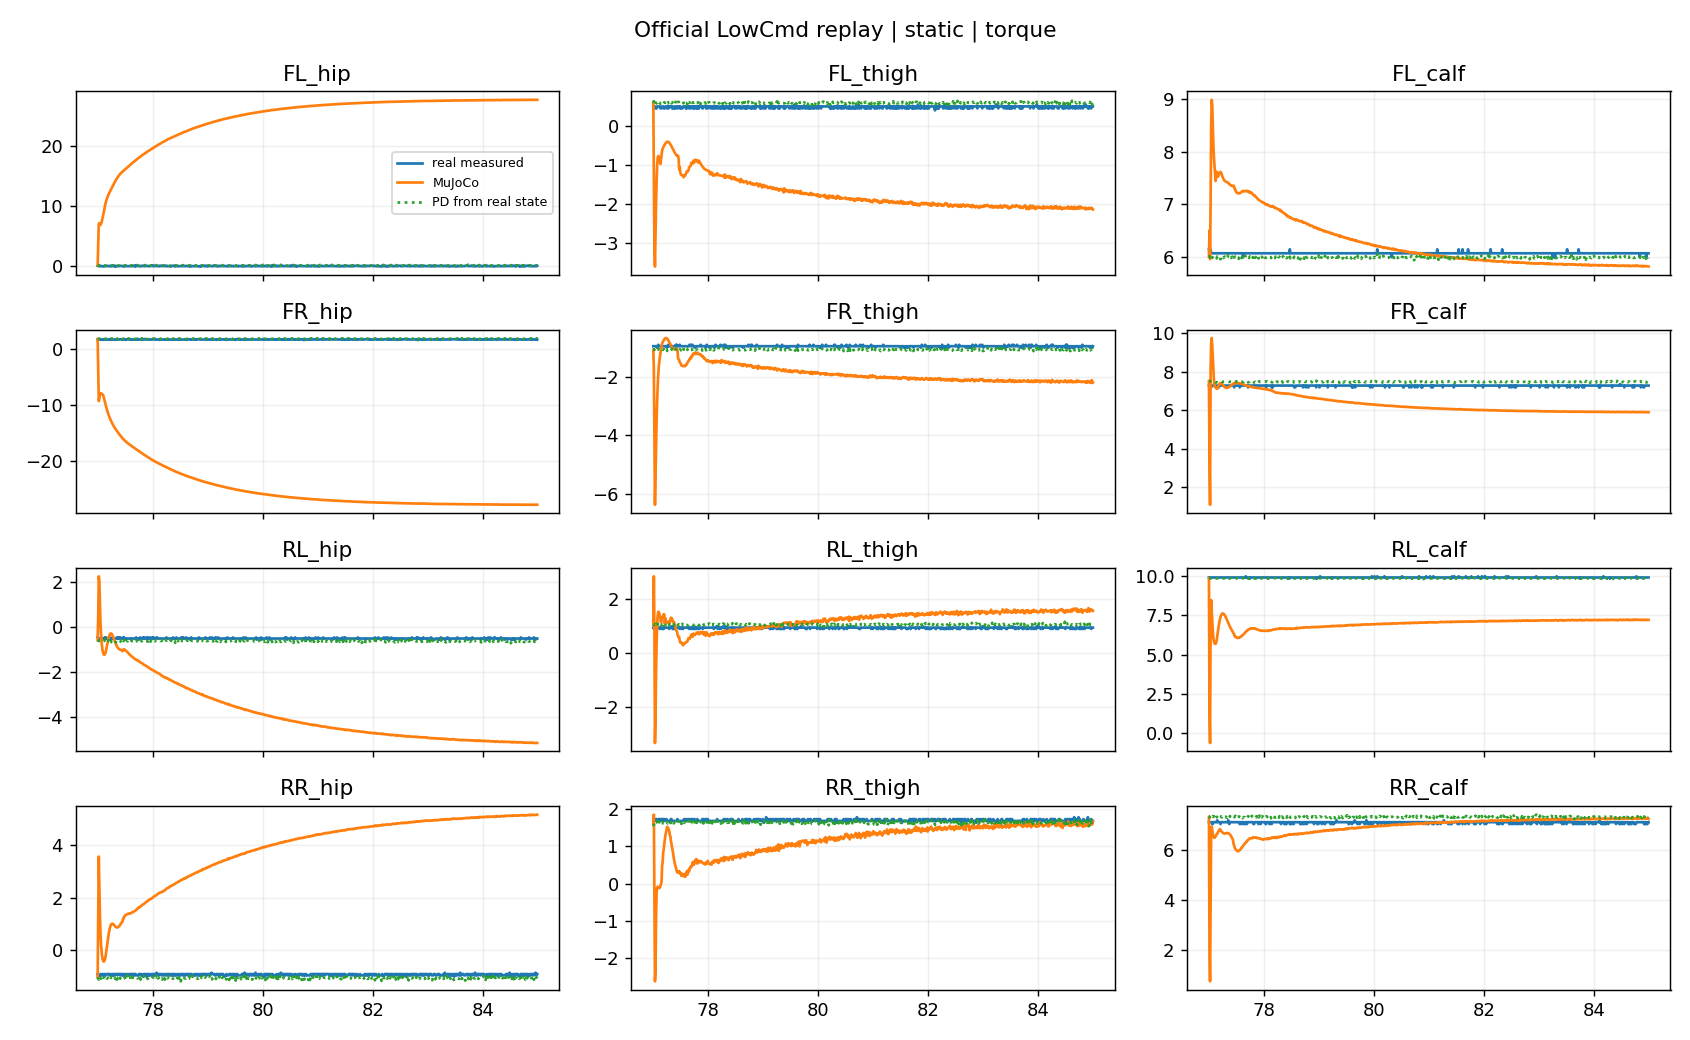 Official LowCmd replay | static | torque
FL_hip
FL_thigh
FL_calf
20
10
0
real measured
MuJoCo
PD from real state
0
−1
−2
−3
9
8
7
6
FR_hip
FR_thigh
FR_calf
0
−10
−20
−2
−4
−6
10
8
6
4
2
RL_hip
RL_thigh
RL_calf
2
0
−2
−4
2
0
−2
10.0
7.5
5.0
2.5
0.0
RR_hip
RR_thigh
RR_calf
4
2
0
2
1
0
−1
−2
6
4
2
78 80 82 84
78 80 82 84
78 80 82 84